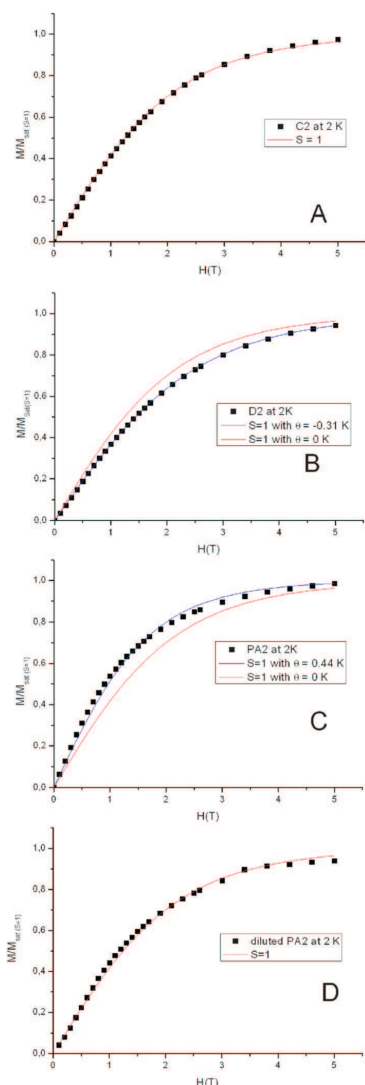 1,0
0,8
0,6
0,4
0,2
0,0
M/Msat (S=1)
C2 at 2 K
S = 1
A
0 1 2 3 4 5
H(T)
1,0
0,8
0,6
0,4
0,2
0,0
M/MSat(S=1)
D2 at 2K
S=1 with θ = -0.31 K
S=1 with θ = 0 K
B
0 1 2 3 4 5
H(T)
1,0
0,8
0,6
0,4
0,2
0,0
M/Msat (S=1)
PA2 at 2K
S=1 with θ = 0.44 K
S=1 with θ = 0 K
C
0 1 2 3 4 5
H(T)
1,0
0,8
0,6
0,4
0,2
0,0
M/Msat (S=1)
diluted PA2 at 2 K
S=1
D
0 1 2 3 4 5
H(T)